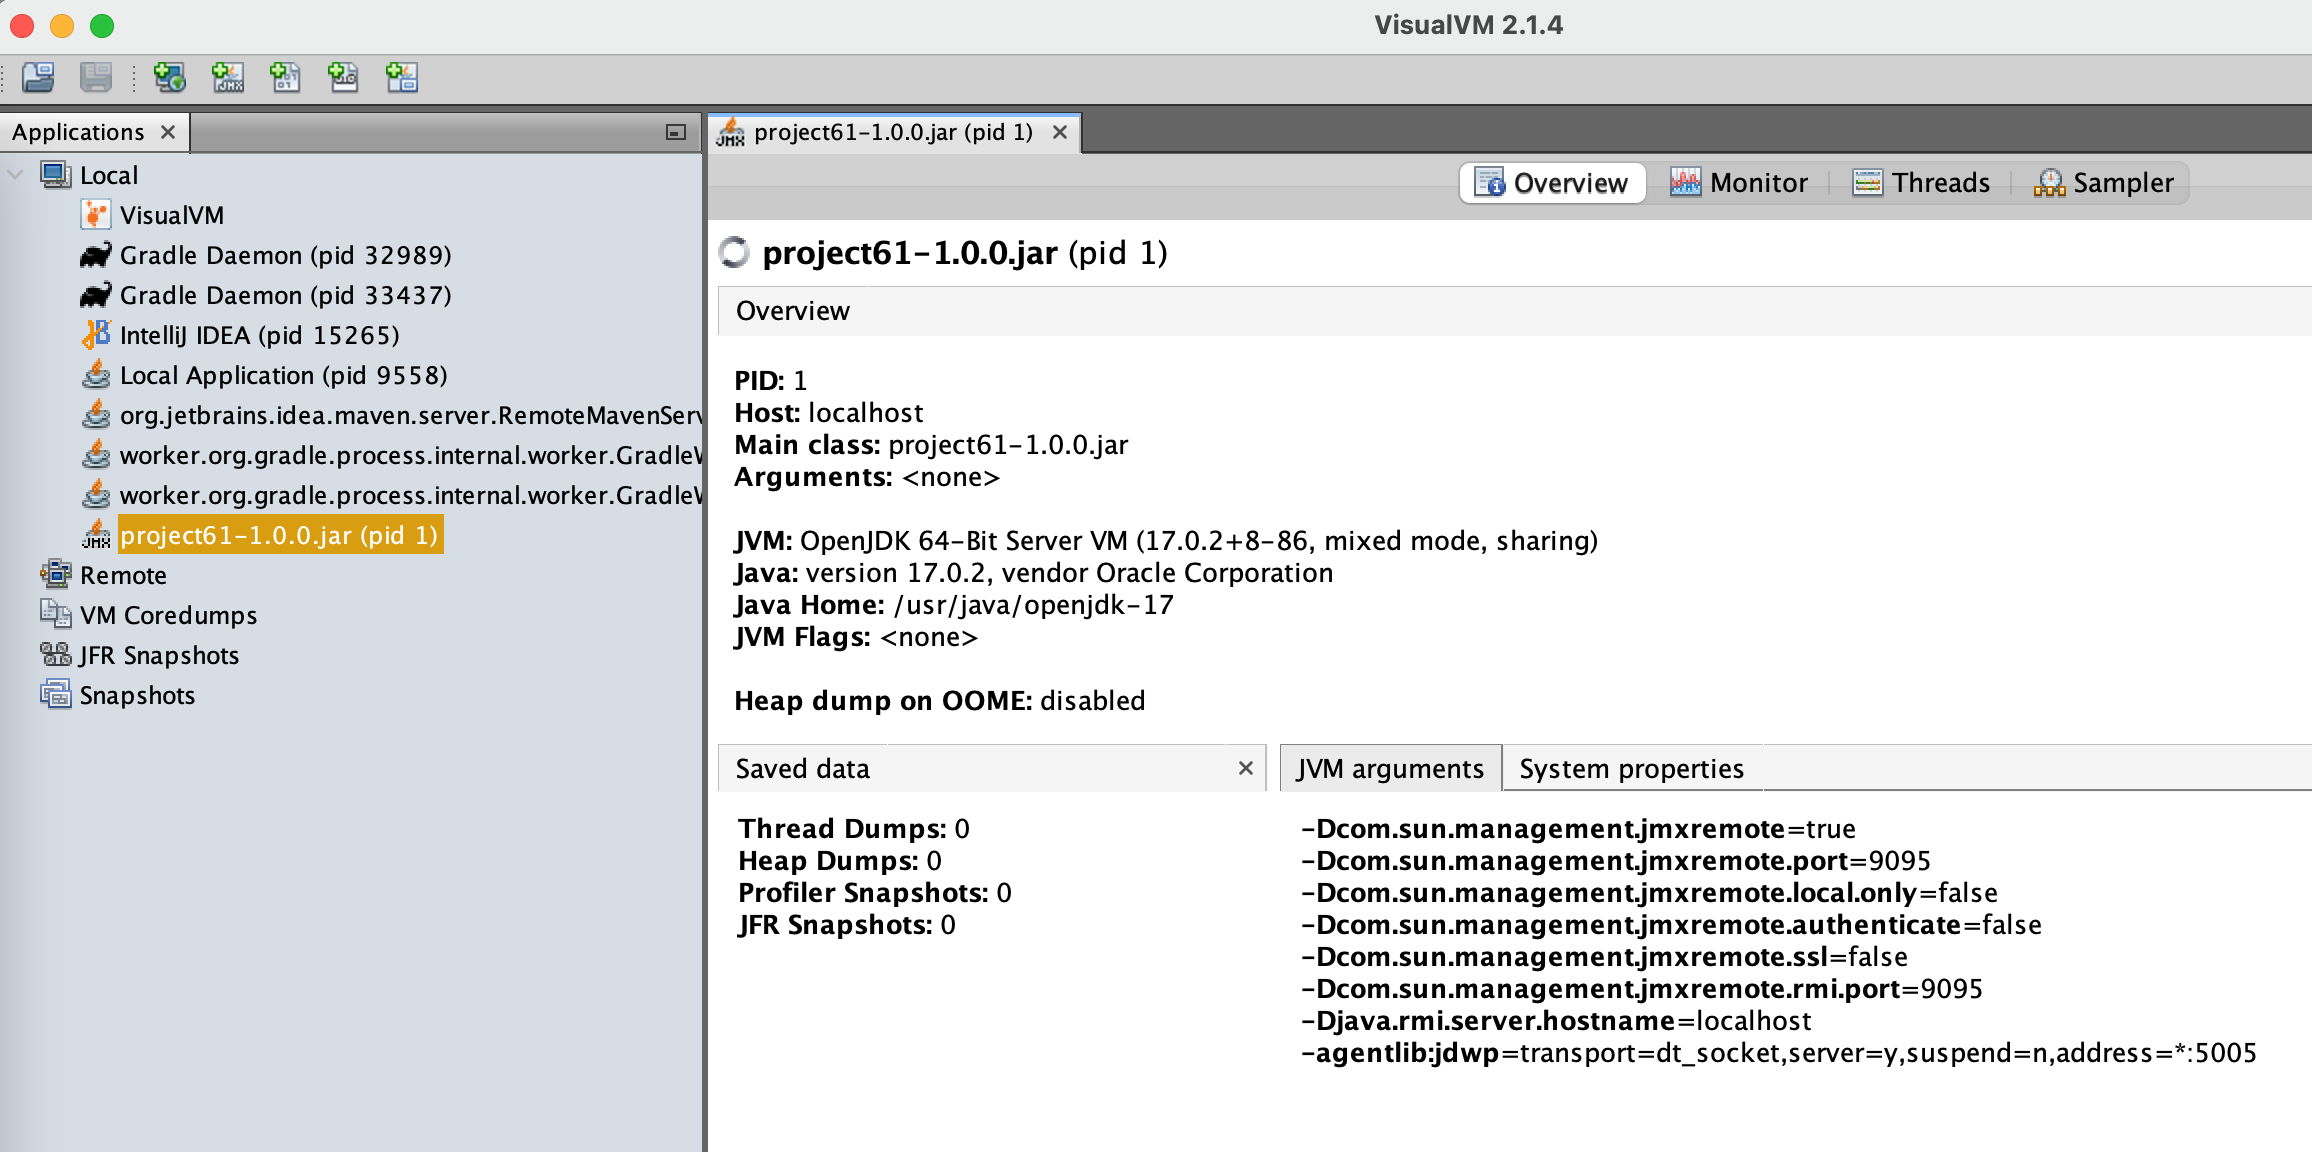 VisualVM 2.1.4
Applications
Local
VisualVM
Gradle Daemon (pid 32989)
Gradle Daemon (pid 33437)
IntelliJ IDEA (pid 15265)
Local Application (pid 9558)
org.jetbrains.idea.maven.server.RemoteMavenServ
worker.org.gradle.process.internal.worker.GradleW
worker.org.gradle.process.internal.worker.GradleW
project61-1.0.0.jar (pid 1)
Remote
VM Coredumps
JFR Snapshots
Snapshots
project61-1.0.0.jar (pid 1)
Overview Monitor Threads Sampler
project61-1.0.0.jar (pid 1)
Overview
PID: 1
Host: localhost
Main class: project61-1.0.0.jar
Arguments: <none>
JVM: OpenJDK 64-Bit Server VM (17.0.2+8-86, mixed mode, sharing)
Java: version 17.0.2, vendor Oracle Corporation
Java Home: /usr/java/openjdk-17
JVM Flags: <none>
Heap dump on OOME: disabled
Saved data
Thread Dumps: 0
Heap Dumps: 0
Profiler Snapshots: 0
JFR Snapshots: 0
JVM arguments System properties
-Dcom.sun.management.jmxremote=true
-Dcom.sun.management.jmxremote.port=9095
-Dcom.sun.management.jmxremote.local.only=false
-Dcom.sun.management.jmxremote.authenticate=false
-Dcom.sun.management.jmxremote.ssl=false
-Dcom.sun.management.jmxremote.rmi.port=9095
-Djava.rmi.server.hostname=localhost
-agentlib:jdwp=transport=dt_socket,server=y,suspend=n,address=*:5005